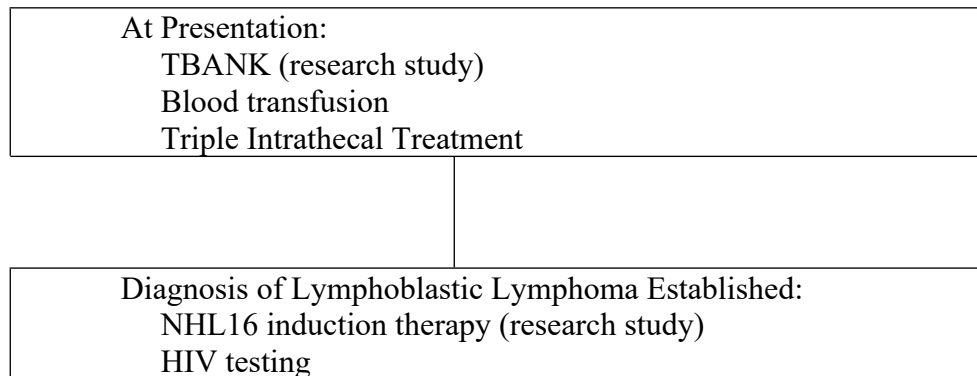 At Presentation:
TBANK (research study)
Blood transfusion
Triple Intrathecal Treatment
Diagnosis of Lymphoblastic Lymphoma Established:
NHL16 induction therapy (research study)
HIV testing